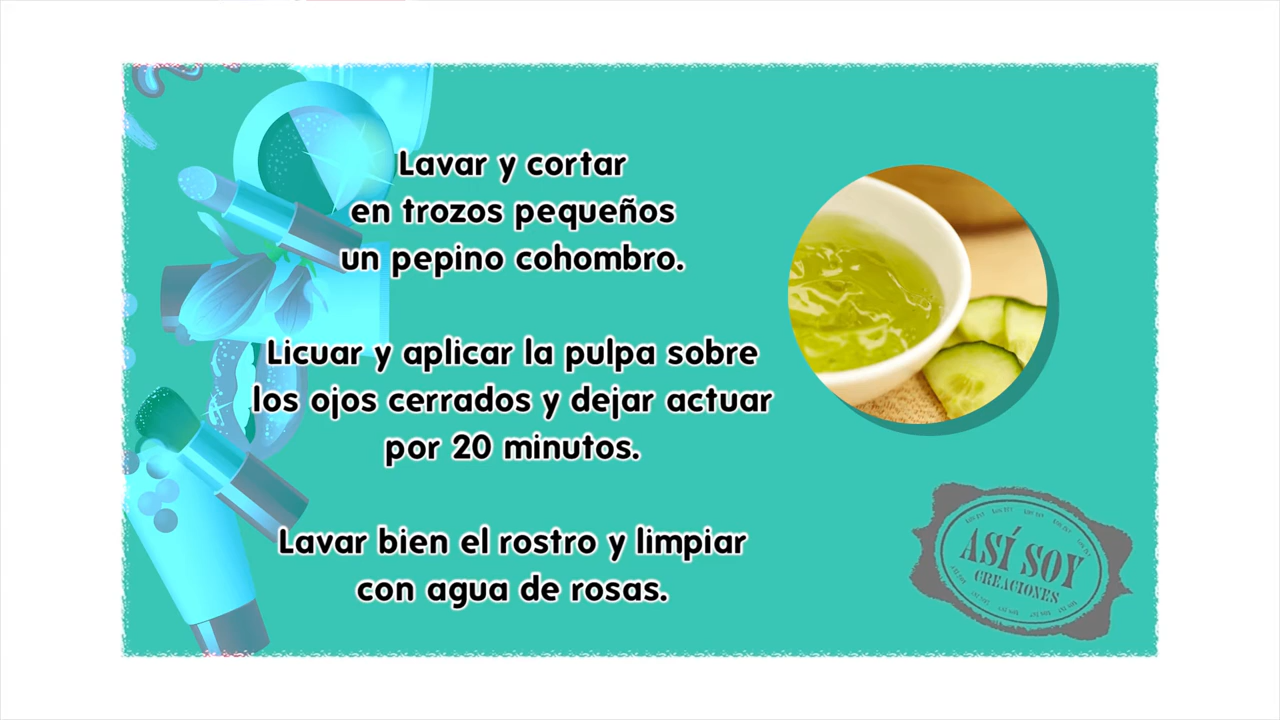 Lavar y cortar
en trozos pequeños
un pepino cohombro.
Licuar y aplicar la pulpa sobre
los ojos cerrados y dejar actuar
por 20 minutos.
Lavar bien el rostro y limpiar
con agua de rosas.
ASÍ SOY
CREACIONES